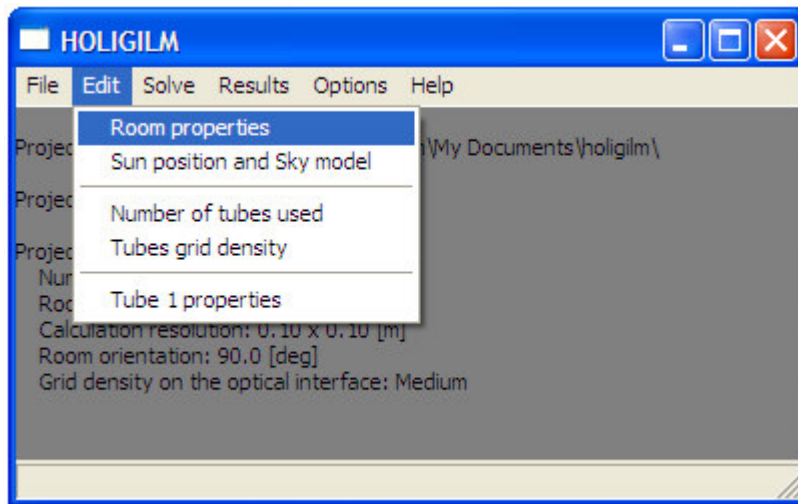 HOLIGILM
File Edit Solve Results Options Help
Room properties
Sun position and Sky model
Number of tubes used
Tubes grid density
Tube 1 properties
\My Documents\holigilm\
Calculation resolution: 0.10 x 0.10 [m]
Room orientation: 90.0 [deg]
Grid density on the optical interface: Medium